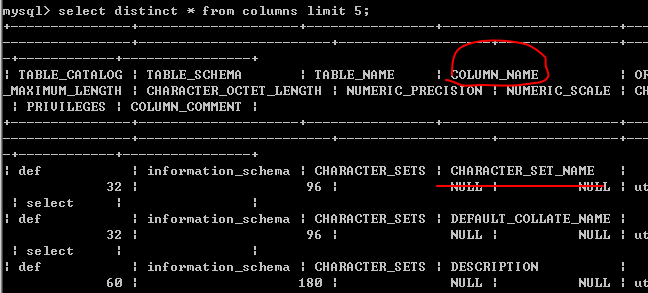 mysql> select distinct * from columns limit 5;
+---------------+--------------------+----------------+----------------------+---
---------------+------------------------+-------------------+---------------+---
-+------------+----------------+
| TABLE_CATALOG | TABLE_SCHEMA | TABLE_NAME | COLUMN_NAME | OR
_MAXIMUM_LENGTH | CHARACTER_OCTET_LENGTH | NUMERIC_PRECISION | NUMERIC_SCALE | CH
| PRIVILEGES | COLUMN_COMMENT |
+---------------+--------------------+----------------+----------------------+---
---------------+------------------------+-------------------+---------------+---
-+------------+----------------+
| def | information_schema | CHARACTER_SETS | CHARACTER_SET_NAME |
32 | 96 | NULL | NULL | ut
| select | |
| def | information_schema | CHARACTER_SETS | DEFAULT_COLLATE_NAME |
32 | 96 | NULL | NULL | ut
| select | |
| def | information_schema | CHARACTER_SETS | DESCRIPTION |
60 | 180 | NULL | NULL | ut